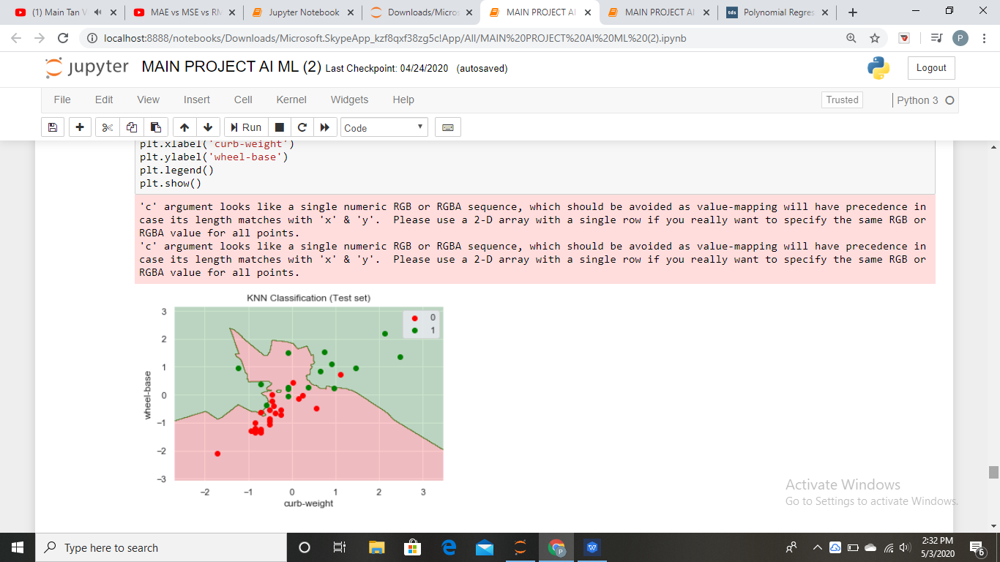 (1) Main Tan V
MAE vs MSE vs RM
Jupyter Notebook
Downloads/Micros
MAIN PROJECT AI
MAIN PROJECT AI
tds Polynomial Regres
localhost:8888/notebooks/Downloads/Microsoft.SkypeApp_kzf8qxf38zg5c!App/All/MAIN%20PROJECT%20AI%20ML%20(2).ipynb
P
jupyter MAIN PROJECT AI ML (2) Last Checkpoint: 04/24/2020 (autosaved)
Logout
File Edit View Insert Cell Kernel Widgets Help
Trusted
Python 3
Run
Code
plt.xlabel('curb-weight')
plt.ylabel('wheel-base')
plt.legend()
plt.show()
'c' argument looks like a single numeric RGB or RGBA sequence, which should be avoided as value-mapping will have precedence in
case its length matches with 'x' & 'y'.  Please use a 2-D array with a single row if you really want to specify the same RGB or
RGBA value for all points.
'c' argument looks like a single numeric RGB or RGBA sequence, which should be avoided as value-mapping will have precedence in
case its length matches with 'x' & 'y'.  Please use a 2-D array with a single row if you really want to specify the same RGB or
RGBA value for all points.
KNN Classification (Test set)
0
1
3
2
1
0
−1
−2
−3
wheel-base
−2 −1 0 1 2 3
curb-weight
Activate Windows
Go to Settings to activate Windows.
Type here to search
P
W
2:32 PM
5/3/2020
6